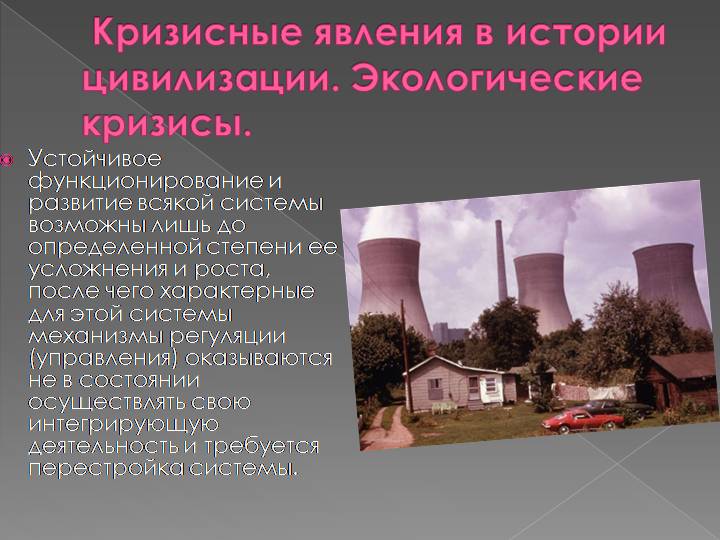 Кризисные явления в истории
цивилизации. Экологические
кризисы.
Устойчивое
функционирование и
развитие всякой системы
возможны лишь до
определенной степени ее
усложнения и роста,
после чего характерные
для этой системы
механизмы регуляции
(управления) оказываются
не в состоянии
осуществлять свою
интегрирующую
деятельность и требуется
перестройка системы.